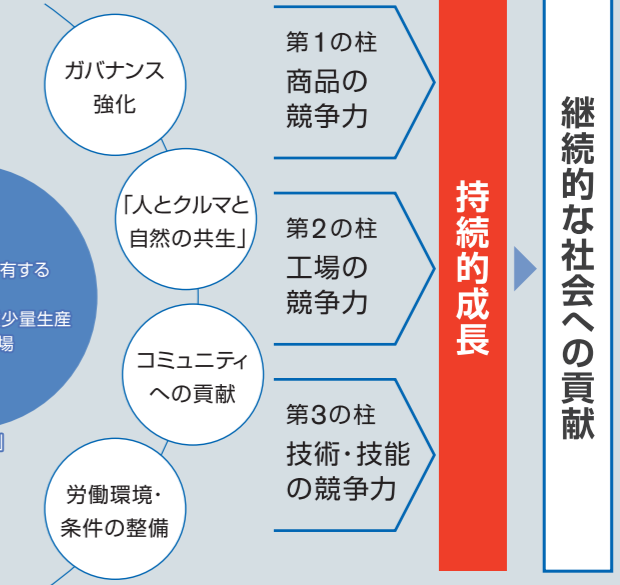 ガバナンス
強化
「人とクルマと
自然の共生」
コミュニティ
への貢献
労働環境・
条件の整備
有する
少量生産
場
第1の柱
商品の
競争力
第2の柱
工場の
競争力
第3の柱
技術・技能
の競争力
持続的成長
継続的な社会への貢献